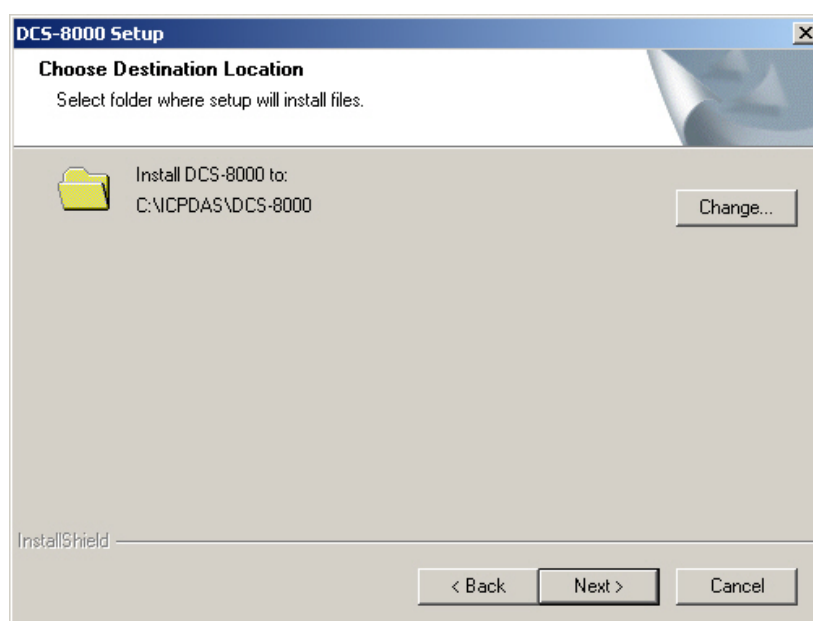 DCS-8000 Setup
Choose Destination Location
Select folder where setup will install files.
Install DCS-8000 to:
C:\ICPDAS\DCS-8000
Change...
InstallShield
< Back
Next >
Cancel